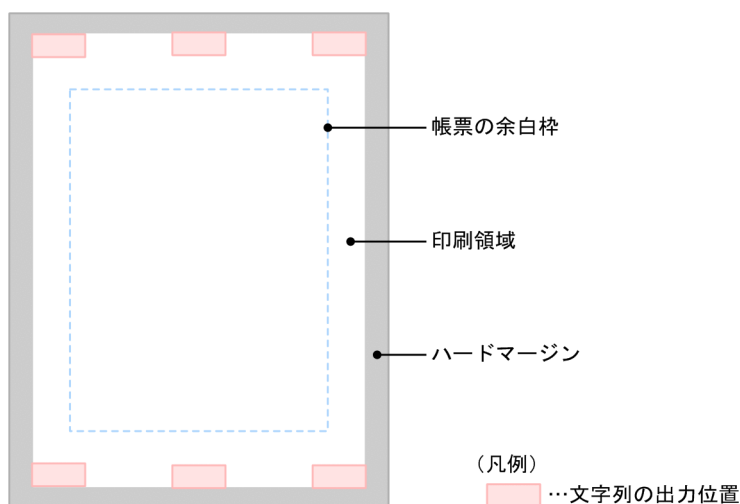 帳票の余白枠
印刷領域
ハードマージン
（凡例）
…文字列の出力位置